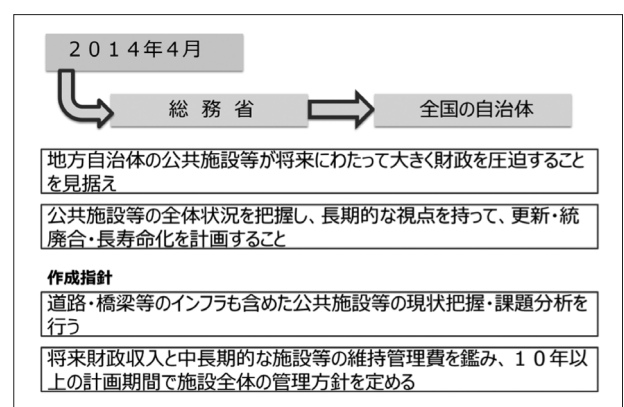 ２０１４年４月
総 務 省
全国の自治体
地方自治体の公共施設等が将来にわたって大きく財政を圧迫すること
を見据え
公共施設等の全体状況を把握し、長期的な視点を持って、更新・統
廃合・長寿命化を計画すること
作成指針
道路・橋梁等のインフラも含めた公共施設等の現状把握・課題分析を
行う
将来財政収入と中長期的な施設等の維持管理費を鑑み、１０年以
上の計画期間で施設全体の管理方針を定める